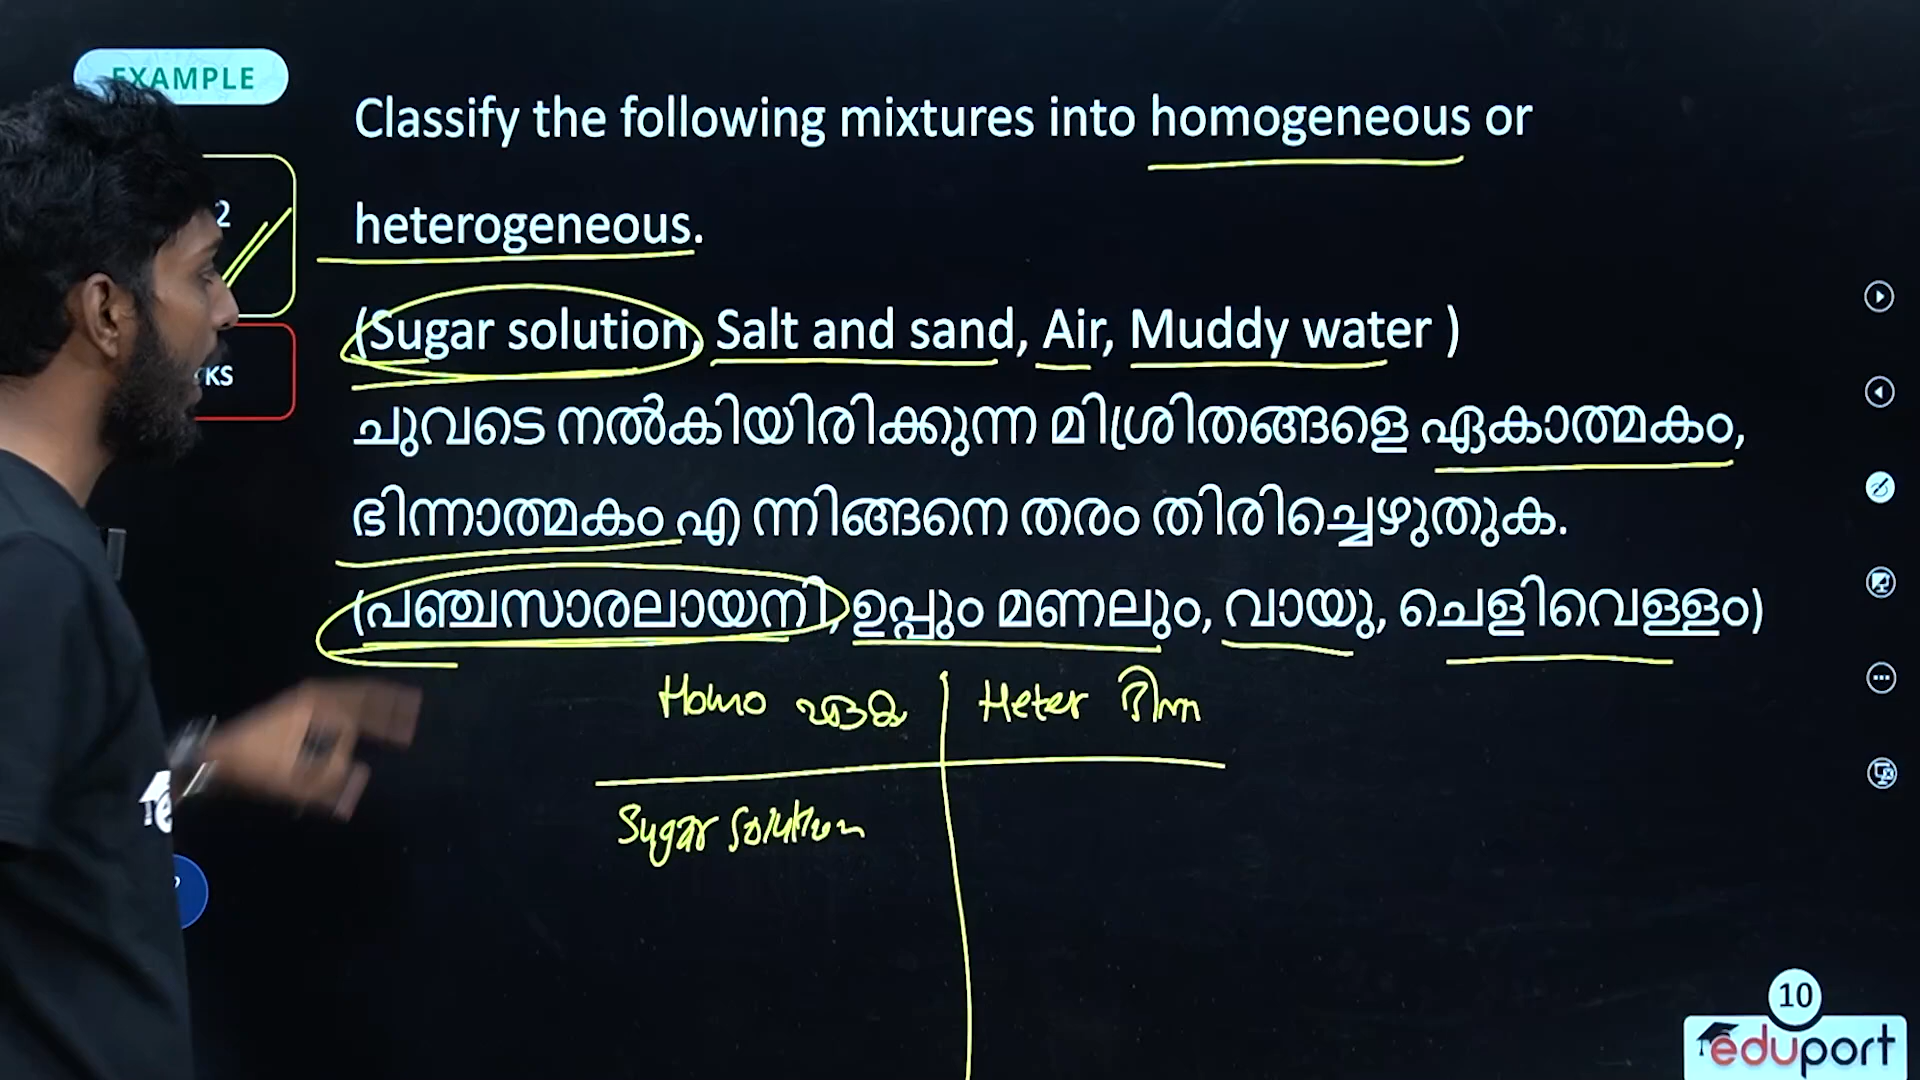 EXAMPLE
Classify the following mixtures into homogeneous or
2
heterogeneous.
(Sugar solution, Salt and sand, Air, Muddy water )
KS
ചുവടെ നൽകിയിരിക്കുന്ന മിശ്രിതങ്ങളെ ഏകാത്മകം,
ഭിന്നാത്മകം എ ന്നിങ്ങനെ തരം തിരിച്ചെഴുതുക.
(പഞ്ചസാരലായനി, ഉപ്പും മണലും, വായു, ചെളിവെള്ളം)
Homo Heter ഭിന്ന
Sugar solution
10
eduport